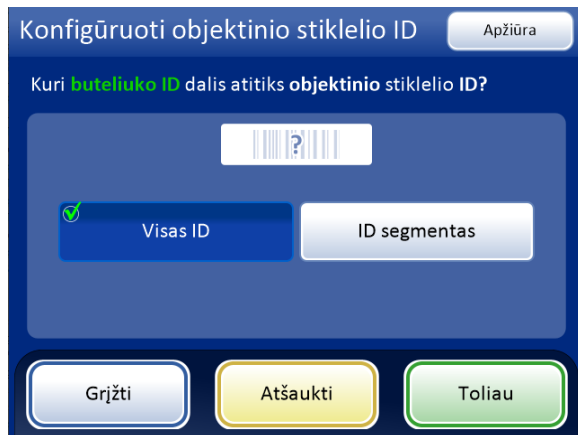 Konfigūruoti objektinio stiklelio ID
Apžiūra
Kuri buteliuko ID dalis atitiks objektinio stiklelio ID?
?
Visas ID
ID segmentas
Grįžti
Atšaukti
Toliau